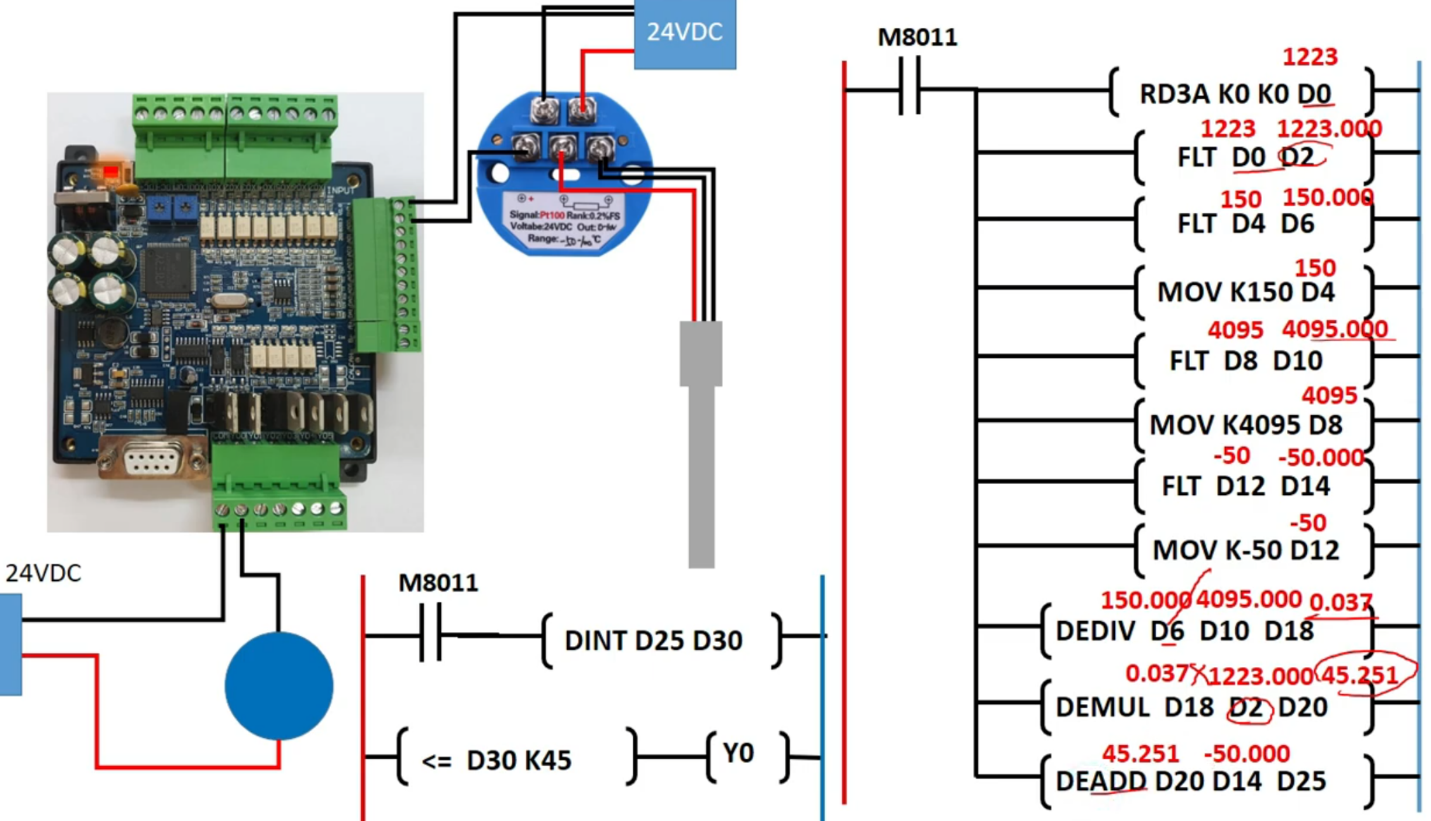 24VDC
M8011
1223
RD3A K0 K0 D0
1223 1223.000
FLT D0 D2
150 150.000
FLT D4 D6
150
MOV K150 D4
4095 4095.000
FLT D8 D10
4095
MOV K4095 D8
-50 -50.000
FLT D12 D14
-50
MOV K-50 D12
150.000 4095.000 0.037
DEDIV D6 D10 D18
0.037 x 1223.000 45.251
DEMUL D18 D2 D20
45.251 -50.000
DEADD D20 D14 D25
INPUT
Signal:Pt100 Rank:0.2%FS
Voltabe:24VDC Out:
Range:
24VDC
M8011
DINT D25 D30
<= D30 K45
Y0